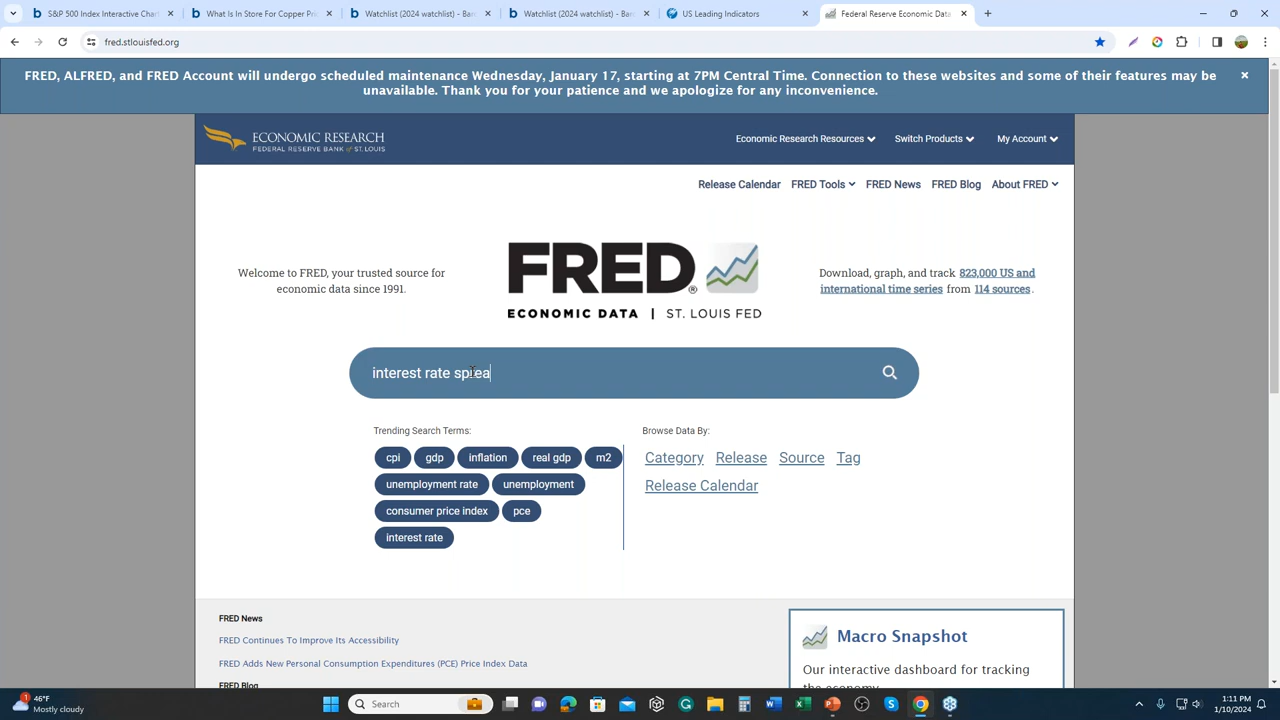 S&P 500 Index Interactive Chart
What Is In Store For Copper Pri
Watchlist (2024 watchlist) - Bar
Watchlist (2024 watchlist) - Bar
US Leading Indicators
Federal Reserve Economic Data
fred.stlouisfed.org
FRED, ALFRED, and FRED Account will undergo scheduled maintenance Wednesday, January 17, starting at 7PM Central Time. Connection to these websites and some of their features may be
unavailable. Thank you for your patience and we apologize for any inconvenience.
ECONOMIC RESEARCH
FEDERAL RESERVE BANK of ST. LOUIS
Economic Research Resources
Switch Products
My Account
Release Calendar
FRED Tools
FRED News
FRED Blog
About FRED
Welcome to FRED, your trusted source for
economic data since 1991.
FRED®
ECONOMIC DATA | ST. LOUIS FED
Download, graph, and track 823,000 US and
international time series from 114 sources.
interest rate sprea
Trending Search Terms:
cpi
gdp
inflation
real gdp
m2
unemployment rate
unemployment
consumer price index
pce
interest rate
Browse Data By:
Category
Release
Source
Tag
Release Calendar
FRED News
FRED Continues To Improve Its Accessibility
FRED Adds New Personal Consumption Expenditures (PCE) Price Index Data
FRED Blog
Macro Snapshot
Our interactive dashboard for tracking
the economy
1
46°F
Mostly cloudy
Search
1:11 PM
1/10/2024